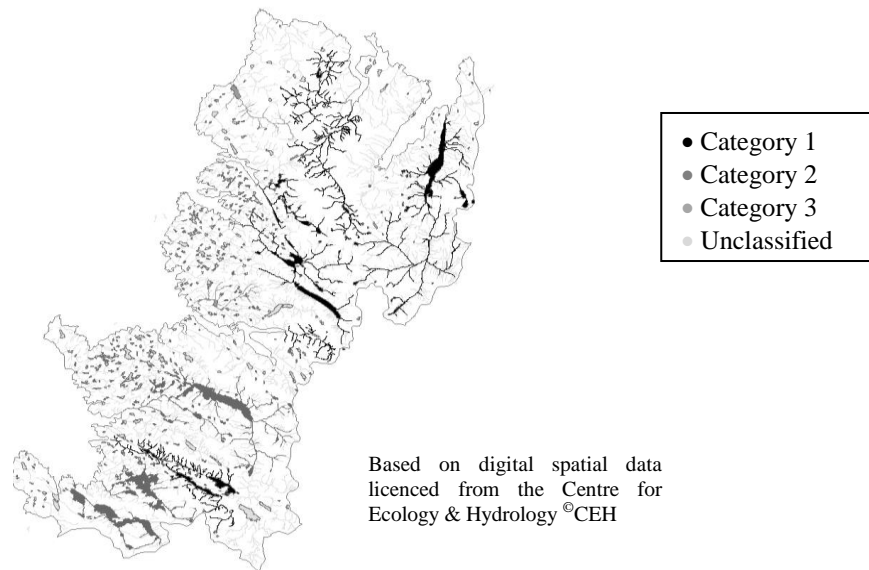 Category 1
Category 2
Category 3
Unclassified
Based on digital spatial data
licenced from the Centre for
Ecology & Hydrology ©CEH